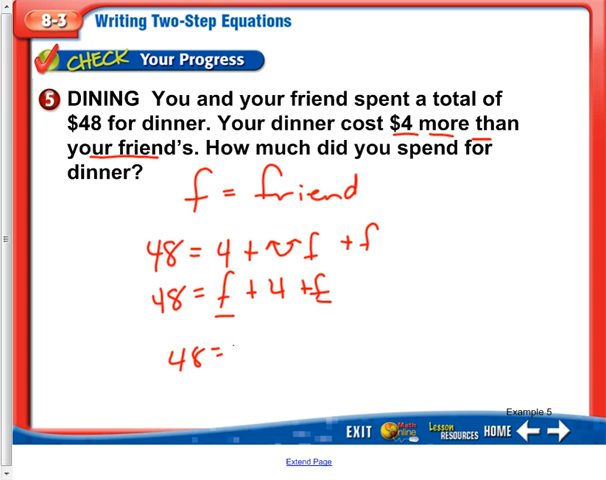 8-3 Writing Two-Step Equations
CHECK Your Progress
5 DINING You and your friend spent a total of
$48 for dinner. Your dinner cost $4 more than
your friend's. How much did you spend for
dinner?
f = friend
48 = 4 + f + f
48 = f + 4 + f
48 =
Example 5
EXIT Math Online Lesson RESOURCES HOME
Extend Page